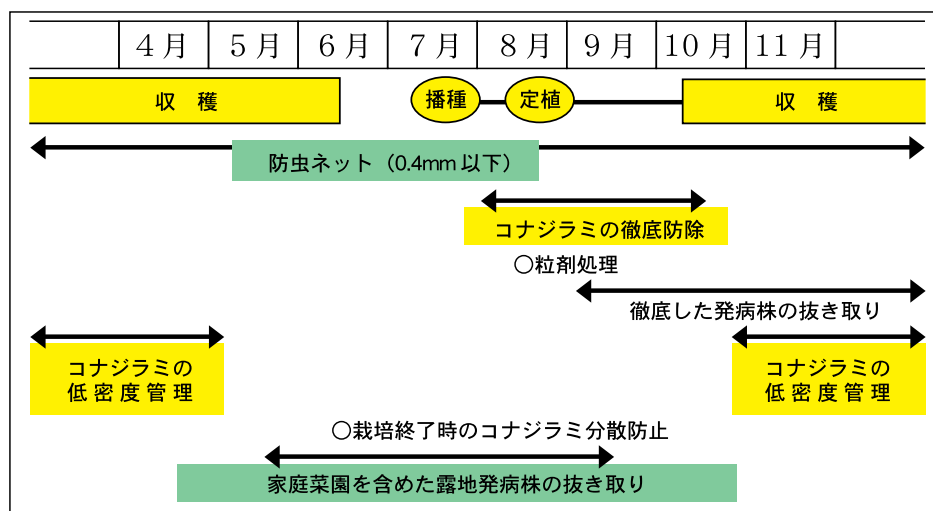 4月 5月 6月 7月 8月 9月 10月 11月
収穫 播種 定植 収穫
防虫ネット（0.4mm以下）
コナジラミの徹底防除
○粒剤処理
徹底した発病株の抜き取り
コナジラミの
低密度管理
コナジラミの
低密度管理
○栽培終了時のコナジラミ分散防止
家庭菜園を含めた露地発病株の抜き取り